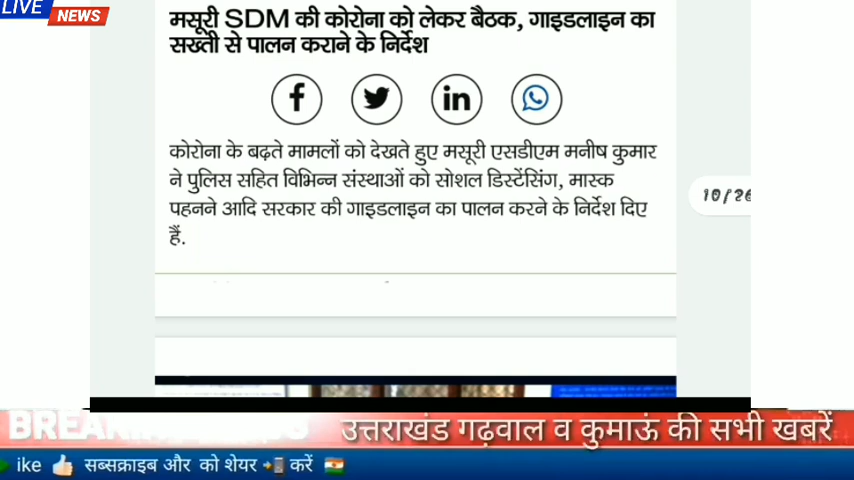 LIVE
NEWS
मसूरी SDM की कोरोना को लेकर बैठक, गाइडलाइन का
सख्ती से पालन कराने के निर्देश
कोरोना के बढ़ते मामलों को देखते हुए मसूरी एसडीएम मनीष कुमार
ने पुलिस सहित विभिन्न संस्थाओं को सोशल डिस्टेंसिंग, मास्क
पहनने आदि सरकार की गाइडलाइन का पालन करने के निर्देश दिए
हैं.
उत्तराखंड गढ़वाल व कुमाऊं की सभी खबरें
ike 👍🏻 सब्सक्राइब और को शेयर 📲 करें 🇮🇳